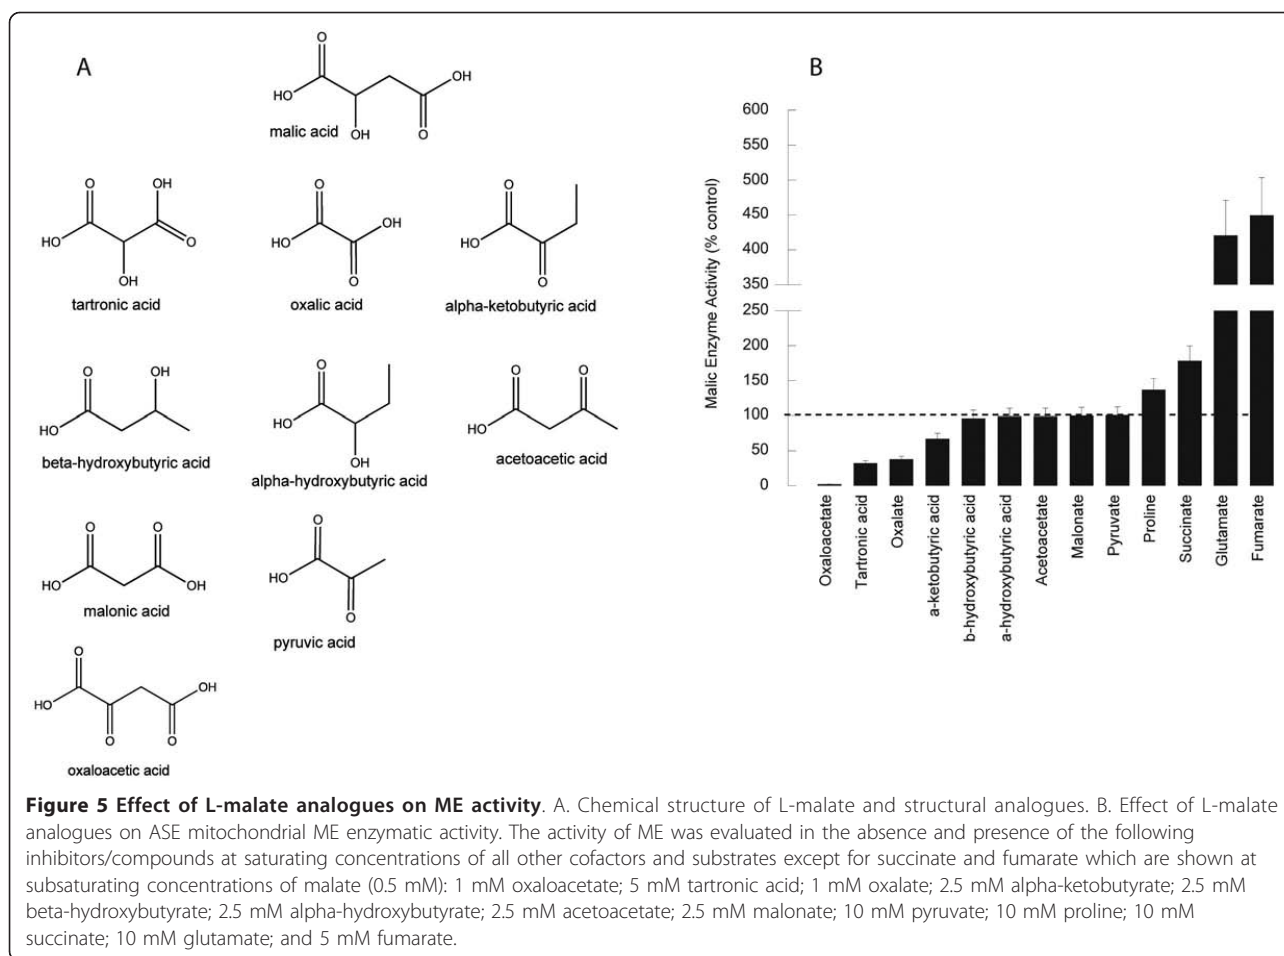 A
B
O
HO
OH
O
OH
malic acid
O
HO
OH
O
OH
tartronic acid
O
HO
OH
O
oxalic acid
O
HO
O
alpha-ketobutyric acid
O
OH
HO
beta-hydroxybutyric acid
O
HO
OH
alpha-hydroxybutyric acid
O
O
HO
acetoacetic acid
O
O
HO
OH
malonic acid
O
HO
O
pyruvic acid
O
HO
OH
O
O
oxaloacetic acid
Malic Enzyme Activity (% control)
600
550
500
450
400
350
250
200
150
100
50
0
Oxaloacetate
Tartronic acid
Oxalate
a-ketobutyric acid
b-hydroxybutyric acid
a-hydroxybutyric acid
Acetoacetate
Malonate
Pyruvate
Proline
Succinate
Glutamate
Fumarate
Figure 5 Effect of L-malate analogues on ME activity. A. Chemical structure of L-malate and structural analogues. B. Effect of L-malate
analogues on ASE mitochondrial ME enzymatic activity. The activity of ME was evaluated in the absence and presence of the following
inhibitors/compounds at saturating concentrations of all other cofactors and substrates except for succinate and fumarate which are shown at
subsaturating concentrations of malate (0.5 mM): 1 mM oxaloacetate; 5 mM tartronic acid; 1 mM oxalate; 2.5 mM alpha-ketobutyrate; 2.5 mM
beta-hydroxybutyrate; 2.5 mM alpha-hydroxybutyrate; 2.5 mM acetoacetate; 2.5 mM malonate; 10 mM pyruvate; 10 mM proline; 10 mM
succinate; 10 mM glutamate; and 5 mM fumarate.